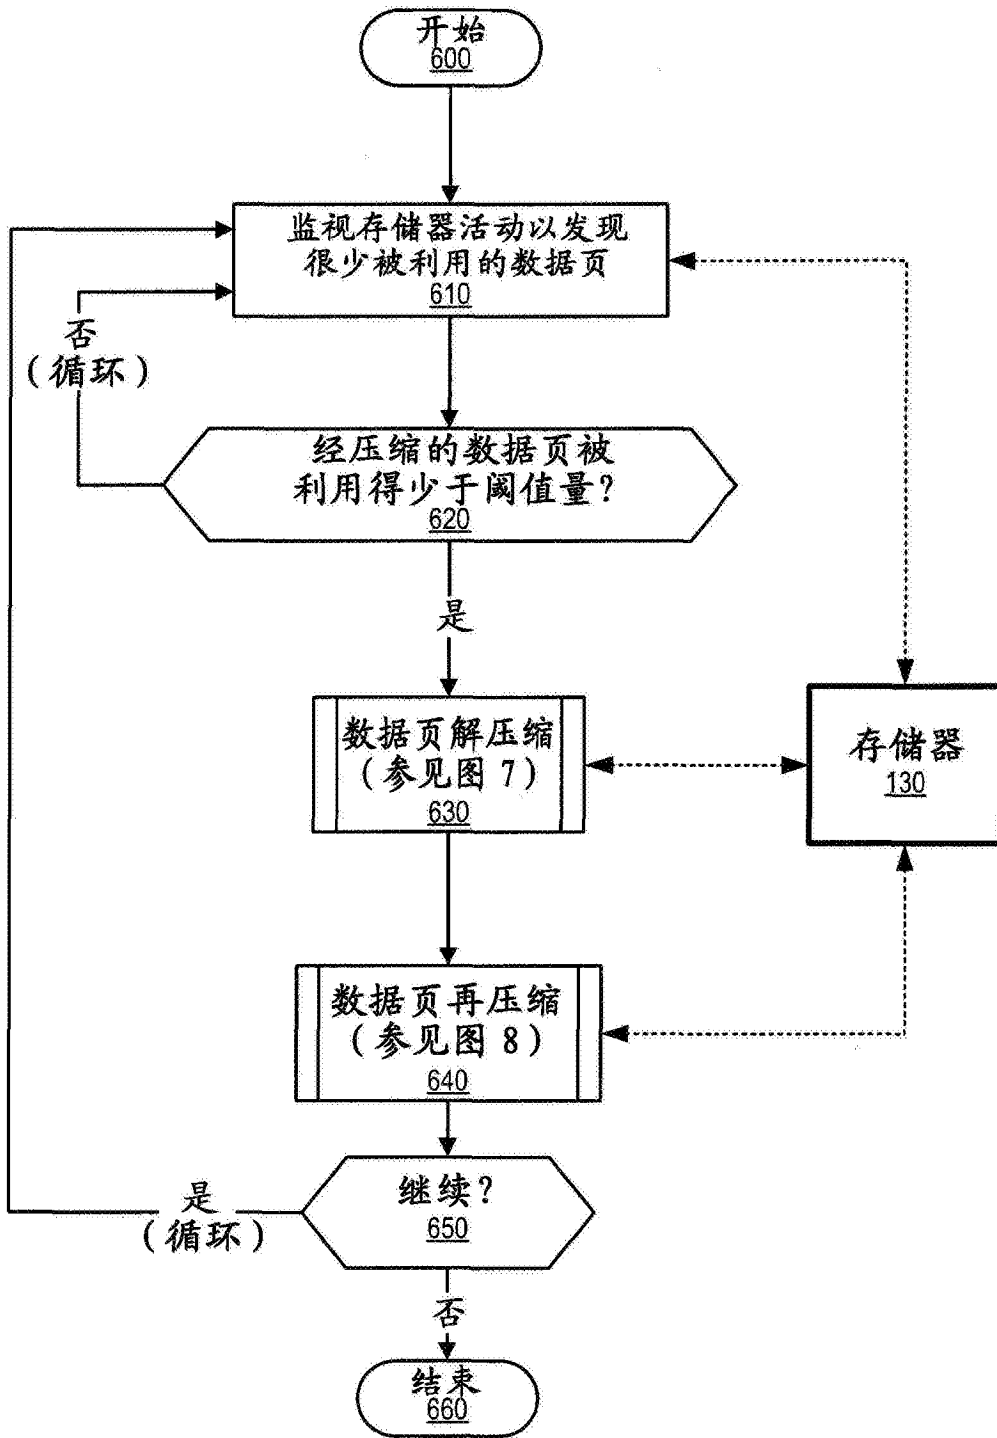 开始
600
监视存储器活动以发现
很少被利用的数据页
610
否
（循环）
经压缩的数据页被
利用得少于阈值量？
620
是
数据页解压缩
（参见图 7）
630
存储器
130
数据页再压缩
（参见图 8）
640
继续？
650
是
（循环）
否
结束
660